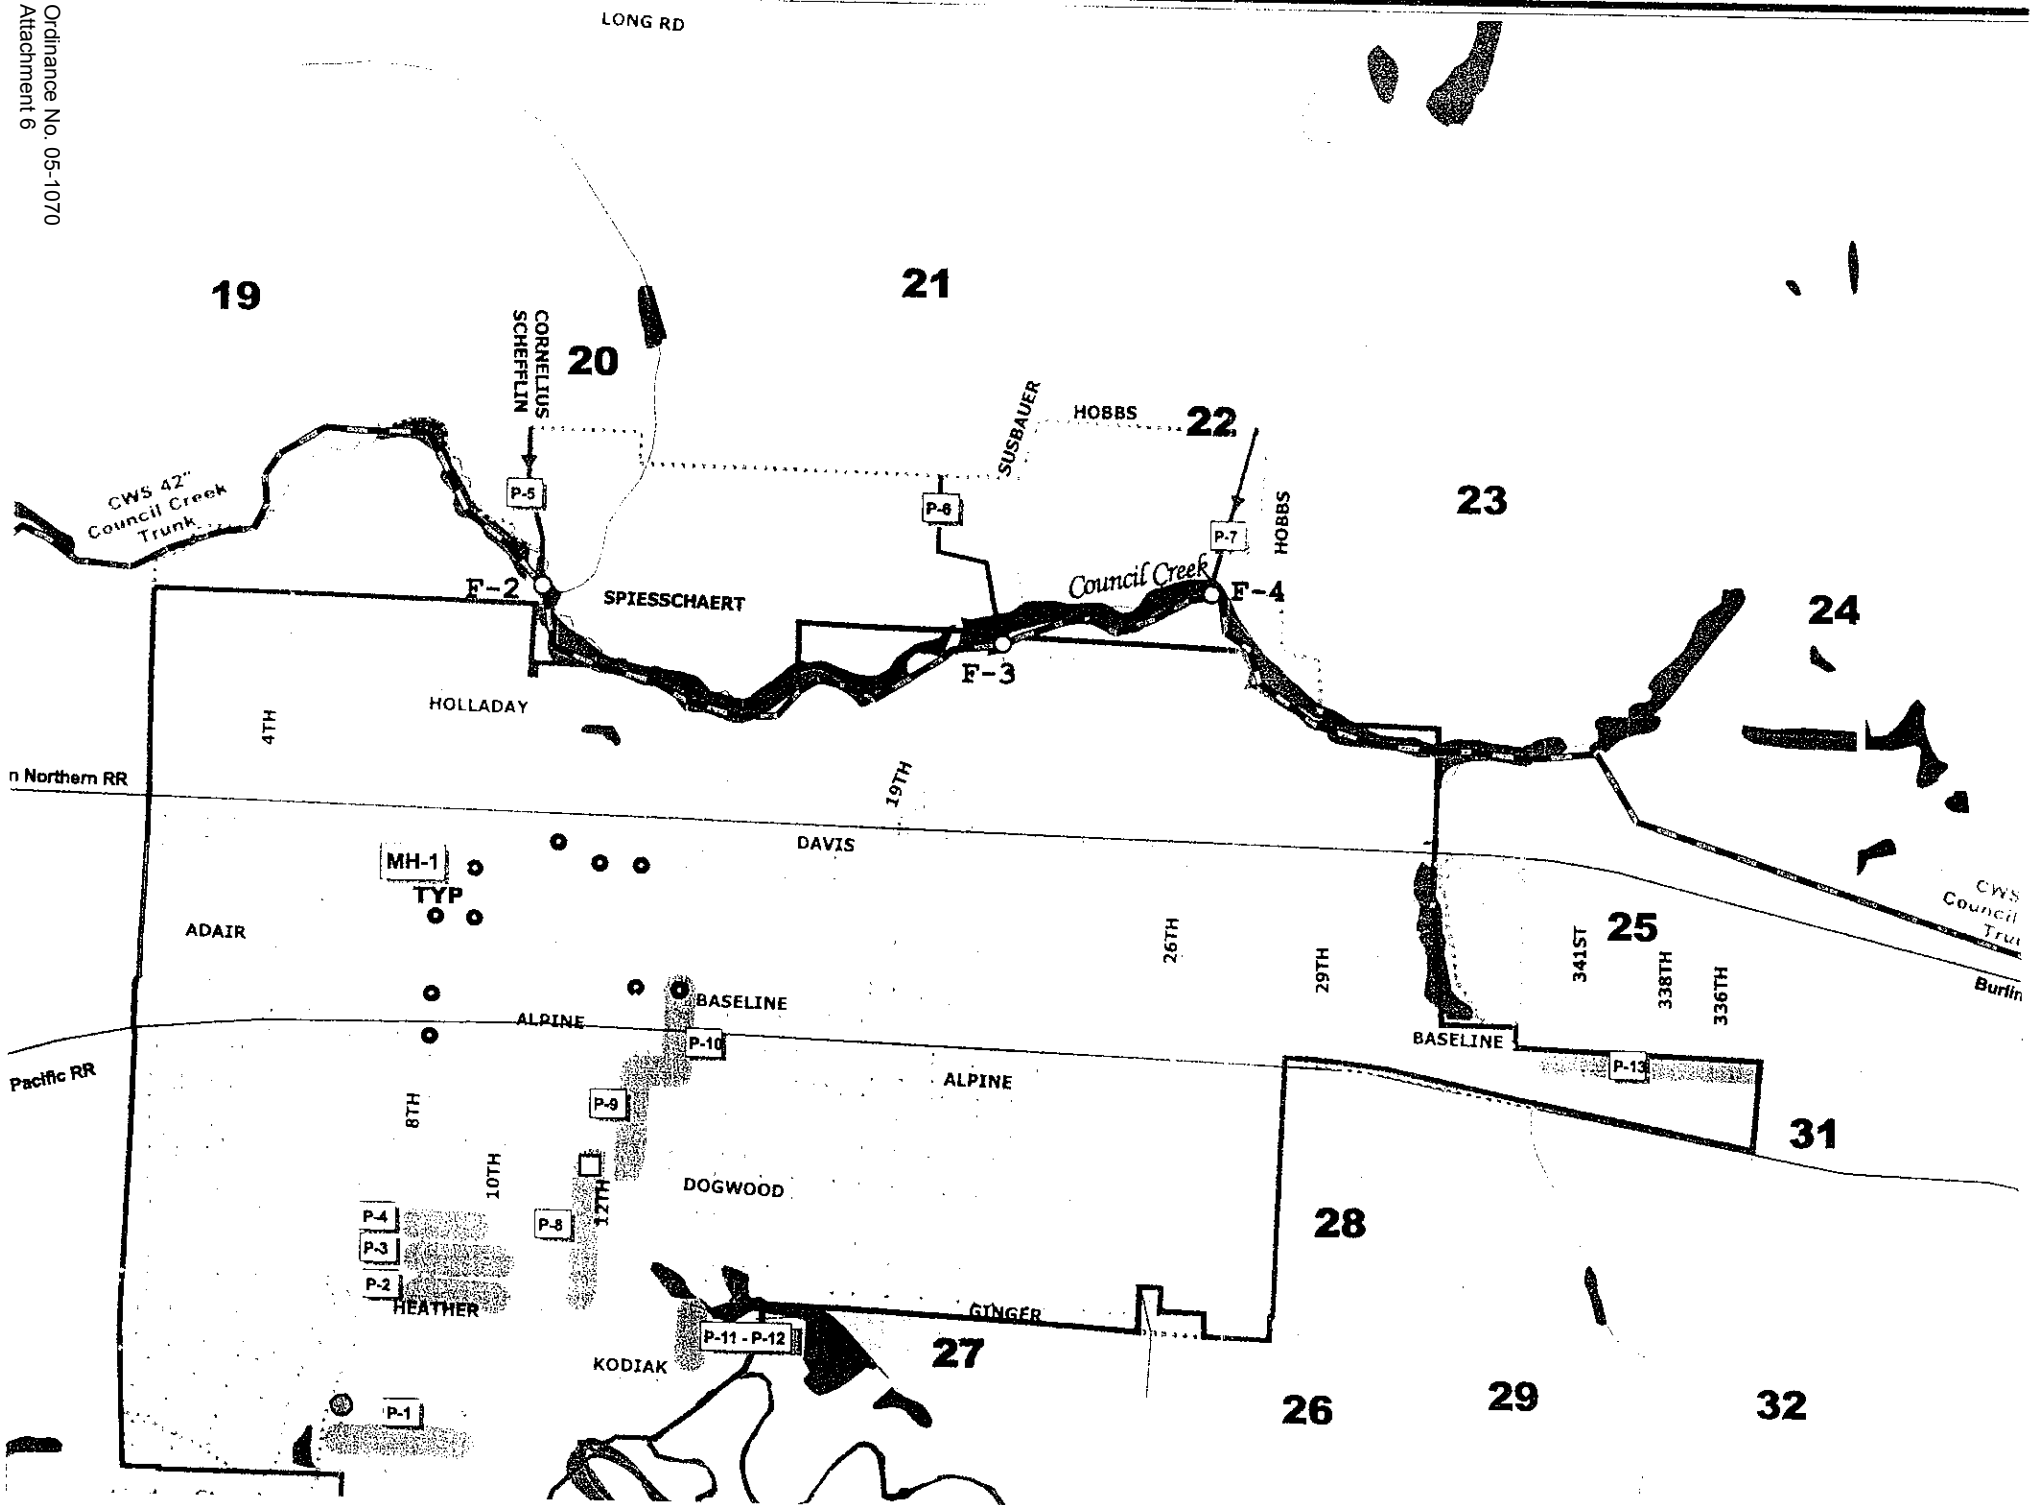 LONG RD
Ordinance No. 05-1070
Attachment 6
19
20
21
CORNELIUS
SCHEFFLIN
SUSBAUER
HOBBS
22
23
24
HOBBS
CWS 42"
Council Creek
Trunk
P-5
P-6
P-7
F-2
SPIESSCHAERT
Council Creek
F-4
F-3
HOLLADAY
4TH
19TH
n Northern RR
DAVIS
MH-1
TYP
ADAIR
26TH
29TH
25
341ST
338TH
336TH
CWS
Council
Burlin
BASELINE
ALPINE
P-10
BASELINE
P-13
Pacific RR
ALPINE
8TH
P-9
31
10TH
12TH
DOGWOOD
P-4
P-8
P-3
P-2
HEATHER
28
GINGER
P-11 - P-12
27
KODIAK
P-1
26
29
32